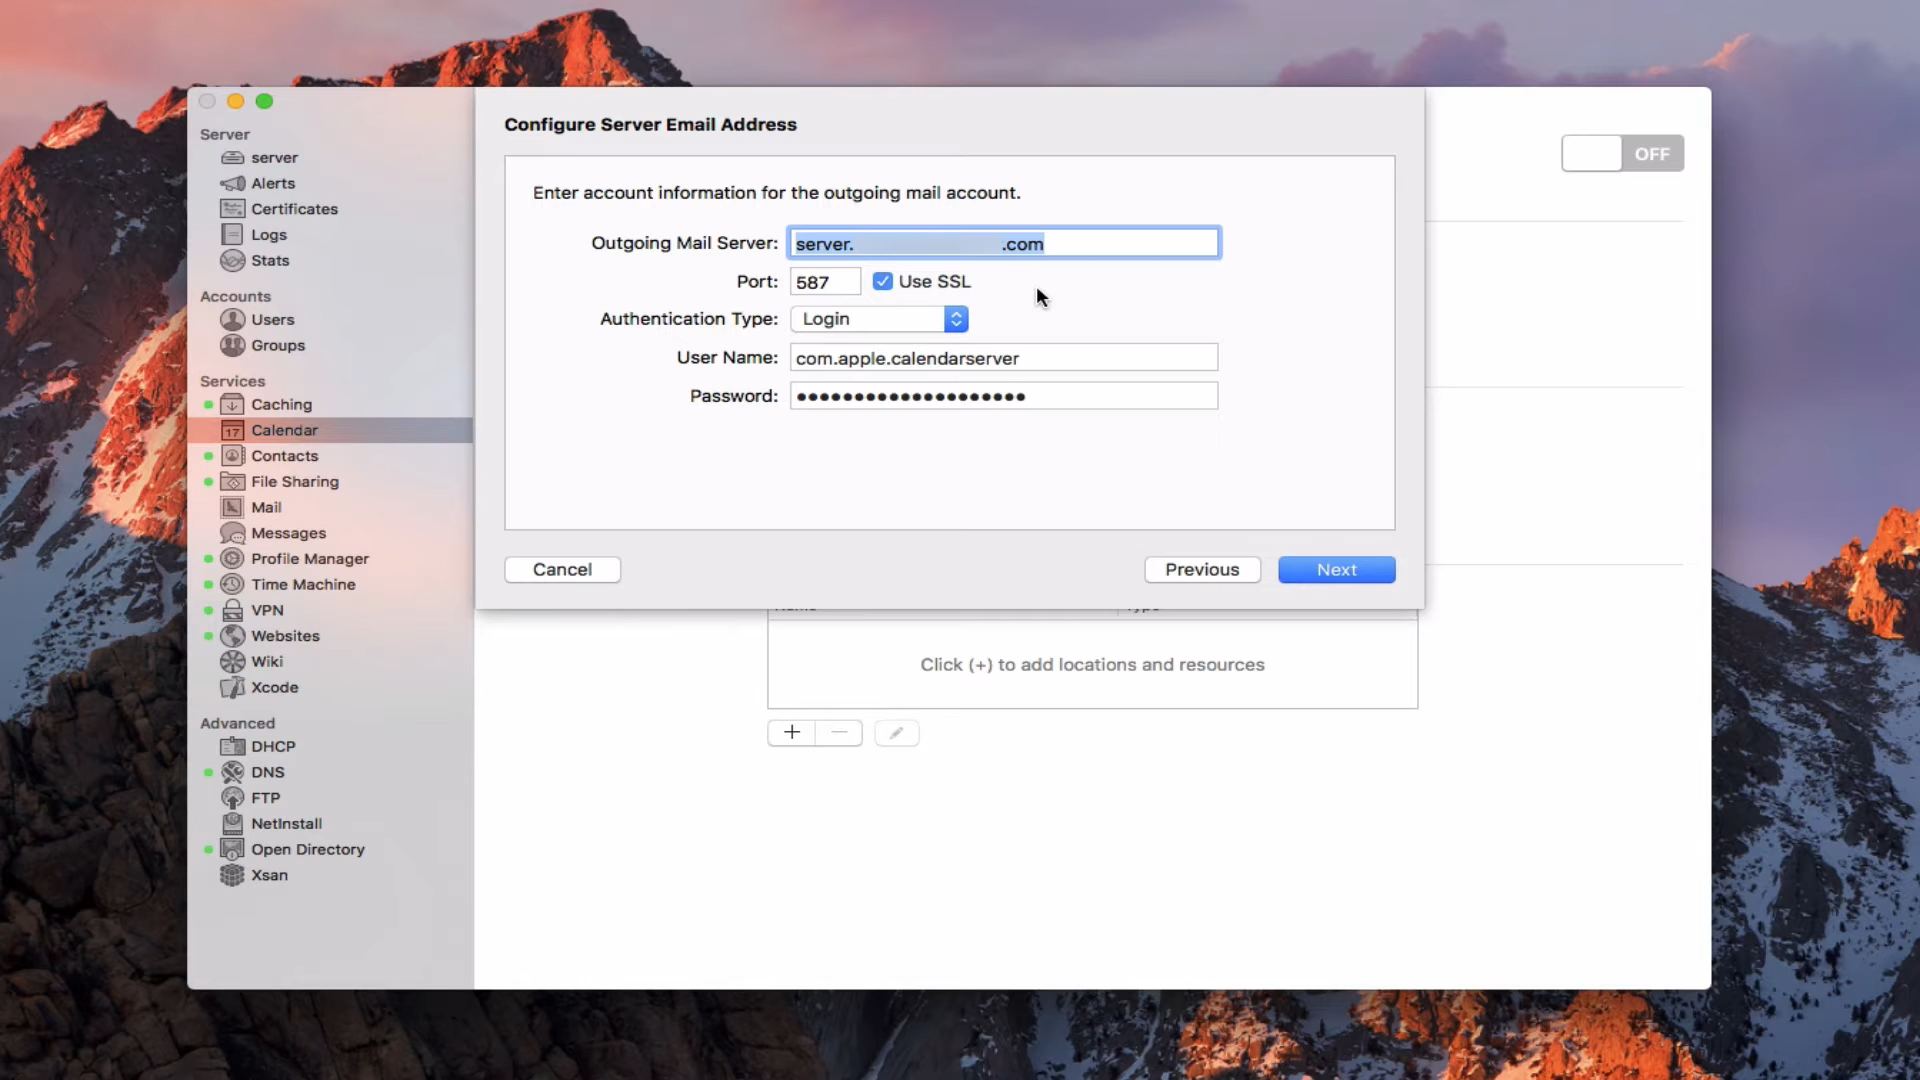 Server
server
Alerts
Certificates
Logs
Stats
Accounts
Users
Groups
Services
Caching
17 Calendar
Contacts
File Sharing
Mail
Messages
Profile Manager
Time Machine
VPN
Websites
Wiki
Xcode
Advanced
DHCP
DNS
FTP
NetInstall
Open Directory
Xsan
Configure Server Email Address
Enter account information for the outgoing mail account.
Outgoing Mail Server: server. .com
Port: 587 Use SSL
Authentication Type: Login
User Name: com.apple.calendarserver
Password: ••••••••••••••••••••
Cancel Previous Next
OFF
Click (+) to add locations and resources